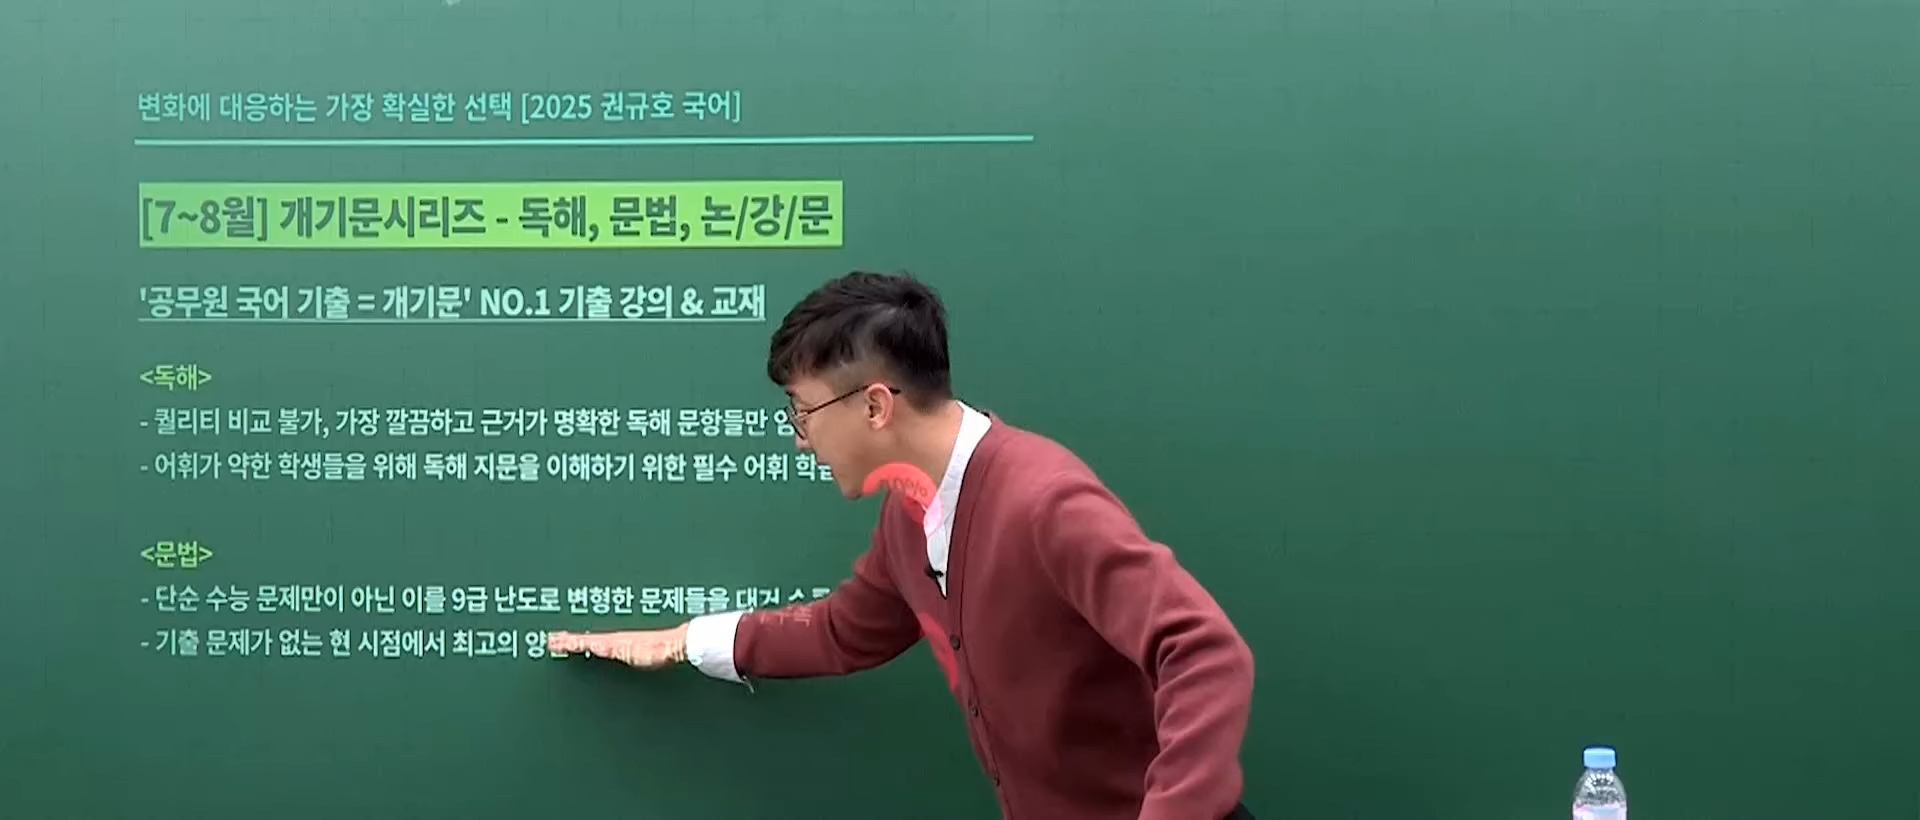 변화에 대응하는 가장 확실한 선택 [2025 권규호 국어]
[7~8월] 개기문시리즈 - 독해, 문법, 논/강/문
'공무원 국어 기출 = 개기문' NO.1 기출 강의 & 교재
<독해>
- 퀄리티 비교 불가, 가장 깔끔하고 근거가 명확한 독해 문항들만
- 어휘가 약한 학생들을 위해 독해 지문을 이해하기 위한 필수 어휘
<문법>
- 단순 수능 문제만이 아닌 이를 9급 난도로 변형한 문제들을 대거
- 기출 문제가 없는 현 시점에서 최고의